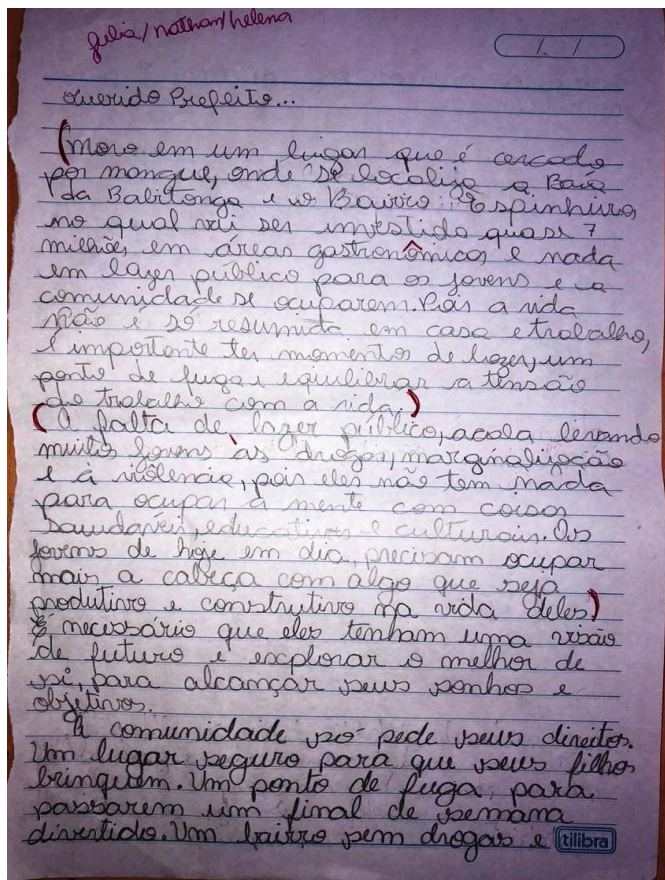 Julia/nathan/helena
/ /
Querido Prefeito...
(Moro em um lugar que é cercado
por mangue, onde se localiza a Baía
da Babitonga e o Bairro: Espinheiros
no qual vai ser investido quase 7
milhões em áreas gastronômicas e nada
em lazer público para os jovens e a
comunidade se ocuparem. Pois a vida
não é só resumida em casa e trabalho,
é importante ter momentos de lazer, um
ponto de fuga e equilibrar a tensão
do trabalho com a vida.)
(A falta de lazer público, acaba levando
muitos jovens às drogas, marginalização
e à violência, pois eles não tem nada
para ocupar a mente com coisas
saudáveis, educativas e culturais. Os
jovens de hoje em dia, precisam ocupar
mais a cabeça com algo que seja
produtivo e construtivo na vida deles)
É necessário que eles tenham uma visão
de futuro e explorar o melhor de
si, para alcançar seus sonhos e
objetivos.
A comunidade só pede seus direitos.
Um lugar seguro para que seus filhos
brinquem. Um ponto de fuga, para
passarem um final de semana
divertido. Um bairro sem drogas e
tilibra